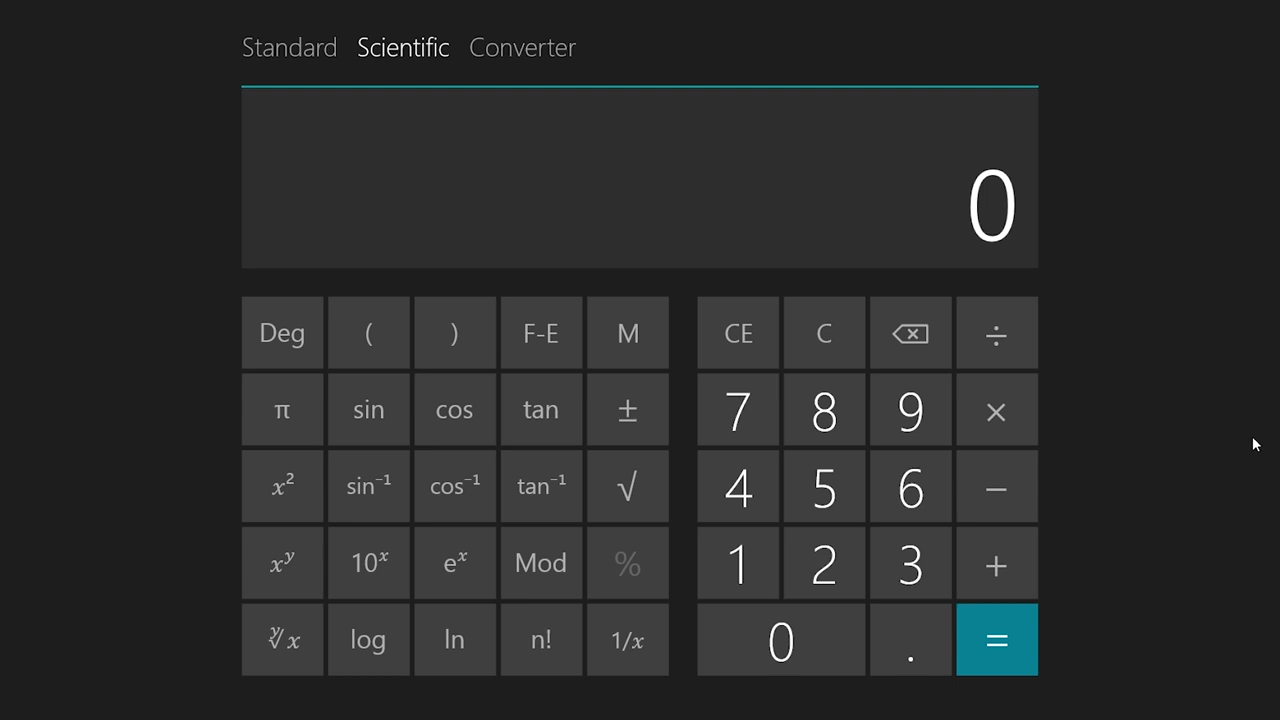 Standard Scientific Converter
0
Deg ( ) F-E M CE C ÷
π sin cos tan ± 7 8 9 ×
x² sin⁻¹ cos⁻¹ tan⁻¹ √ 4 5 6 −
xʸ 10ˣ eˣ Mod % 1 2 3 +
ʸ√x log ln n! 1/x 0 . =